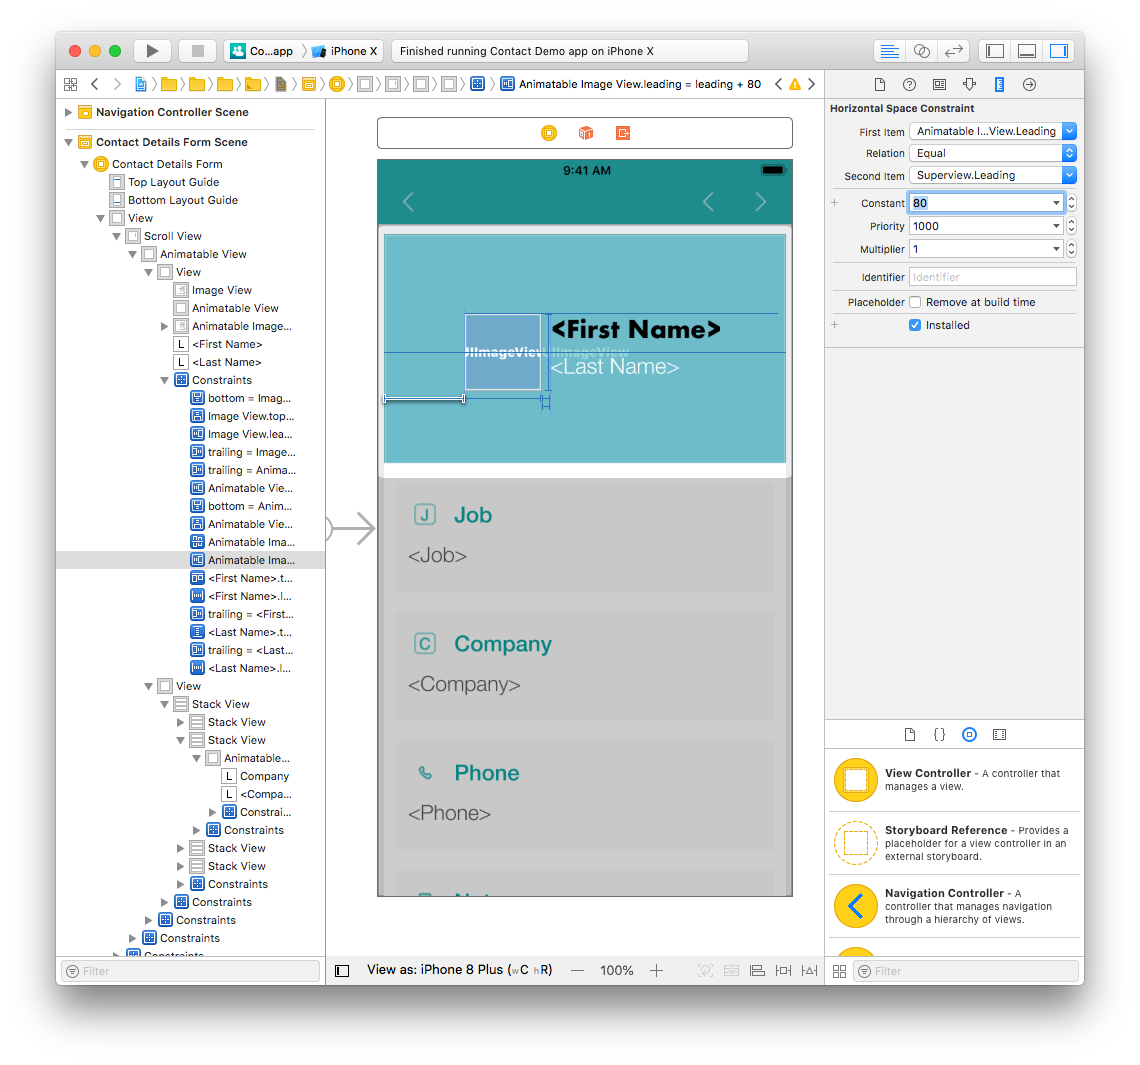 Co...app
iPhone X
Finished running Contact Demo app on iPhone X
Animatable Image View.leading = leading + 80
Navigation Controller Scene
Contact Details Form Scene
Contact Details Form
Top Layout Guide
Bottom Layout Guide
View
Scroll View
Animatable View
View
Image View
Animatable View
Animatable Image...
L <First Name>
L <Last Name>
Constraints
bottom = Imag...
Image View.top...
Image View.lea...
trailing = Image...
trailing = Anima...
Animatable Vie...
bottom = Anim...
Animatable Vie...
Animatable Ima...
Animatable Ima...
<First Name>.t...
<First Name>.l...
trailing = <First...
<Last Name>.t...
trailing = <Last...
<Last Name>.l...
View
Stack View
Stack View
Stack View
Animatable...
L Company
L <Compa...
Constrai...
Constraints
Stack View
Stack View
Constraints
Constraints
Constraints
Constraints
Constraints
Filter
9:41 AM
<First Name>
UIImageView
UIImageView
<Last Name>
J Job
<Job>
C Company
<Company>
Phone
<Phone>
View as: iPhone 8 Plus (wC hR)
— 100% +
Horizontal Space Constraint
First Item Animatable I...View.Leading
Relation Equal
Second Item Superview.Leading
+ Constant 80
Priority 1000
Multiplier 1
Identifier Identifier
Placeholder Remove at build time
+ Installed
{ }
View Controller - A controller that
manages a view.
Storyboard Reference - Provides a
placeholder for a view controller in an
external storyboard.
Navigation Controller - A
controller that manages navigation
through a hierarchy of views.
Filter